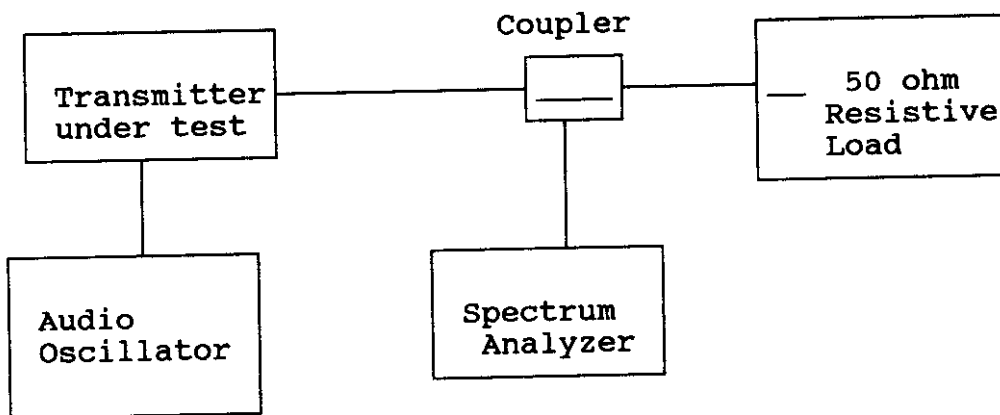 Coupler
Transmitter
under test
50 ohm
Resistive
Load
Audio
Oscillator
Spectrum
Analyzer